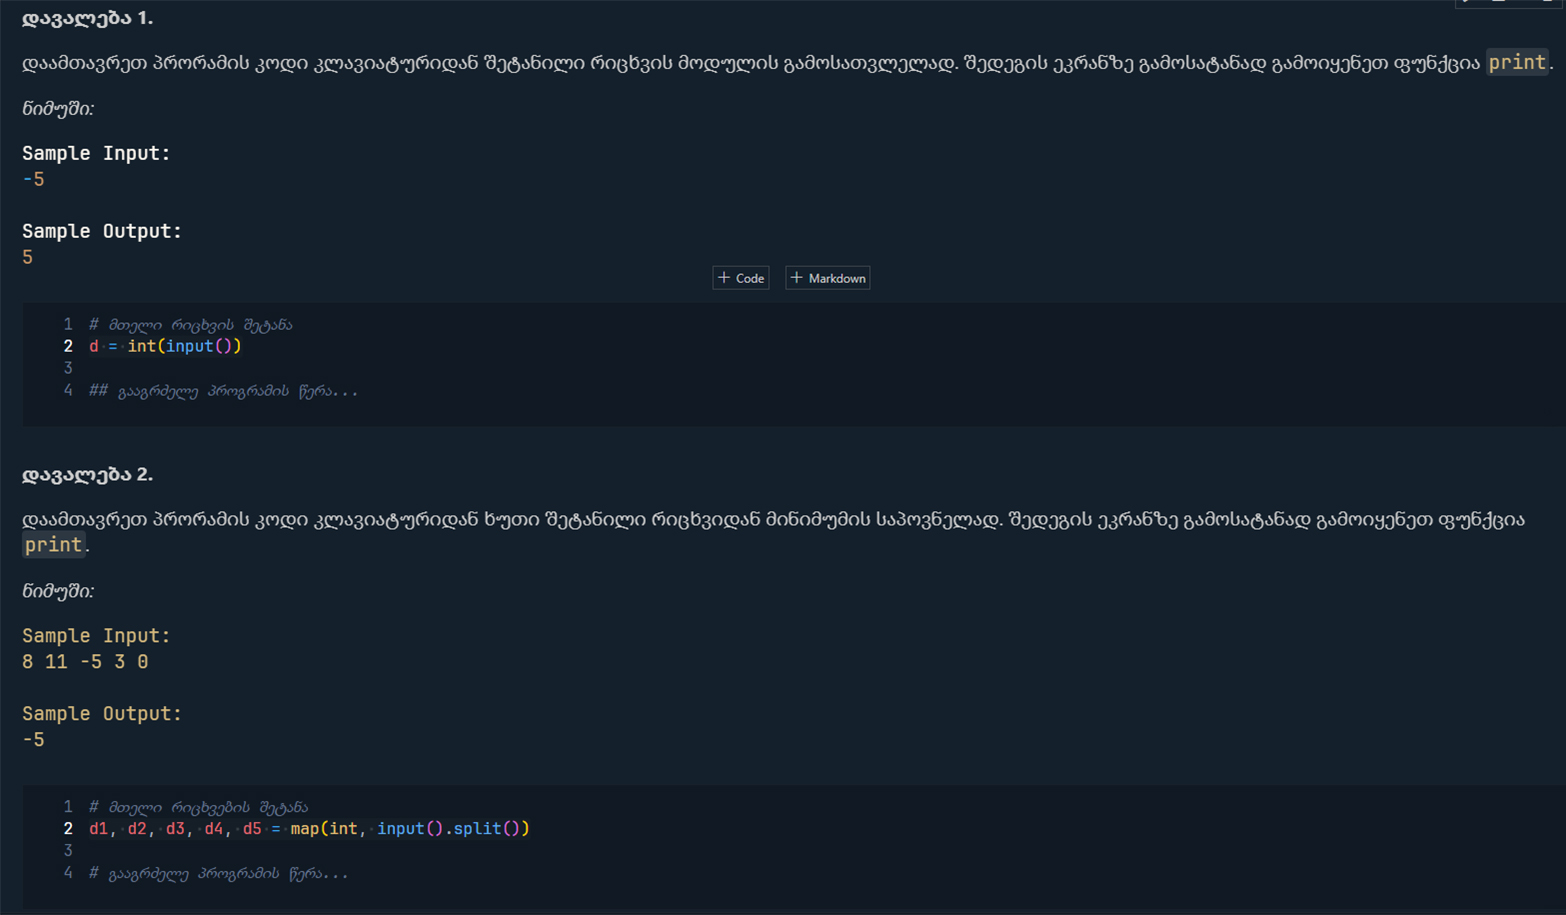 დავალება 1.
დაამთავრეთ პრორამის კოდი კლავიატურიდან შეტანილი რიცხვის მოდულის გამოსათვლელად. შედეგის ეკრანზე გამოსატანად გამოიყენეთ ფუნქცია print.
ნიმუში:
Sample Input:
-5
Sample Output:
5
+ Code + Markdown
1 # მთელი რიცხვის შეტანა
2 d = int(input())
3
4 ## გააგრძელე პროგრამის წერა...
დავალება 2.
დაამთავრეთ პრორამის კოდი კლავიატურიდან ხუთი შეტანილი რიცხვიდან მინიმუმის საპოვნელად. შედეგის ეკრანზე გამოსატანად გამოიყენეთ ფუნქცია
print.
ნიმუში:
Sample Input:
8 11 -5 3 0
Sample Output:
-5
1 # მთელი რიცხვების შეტანა
2 d1, d2, d3, d4, d5 = map(int, input().split())
3
4 # გააგრძელე პროგრამის წერა...